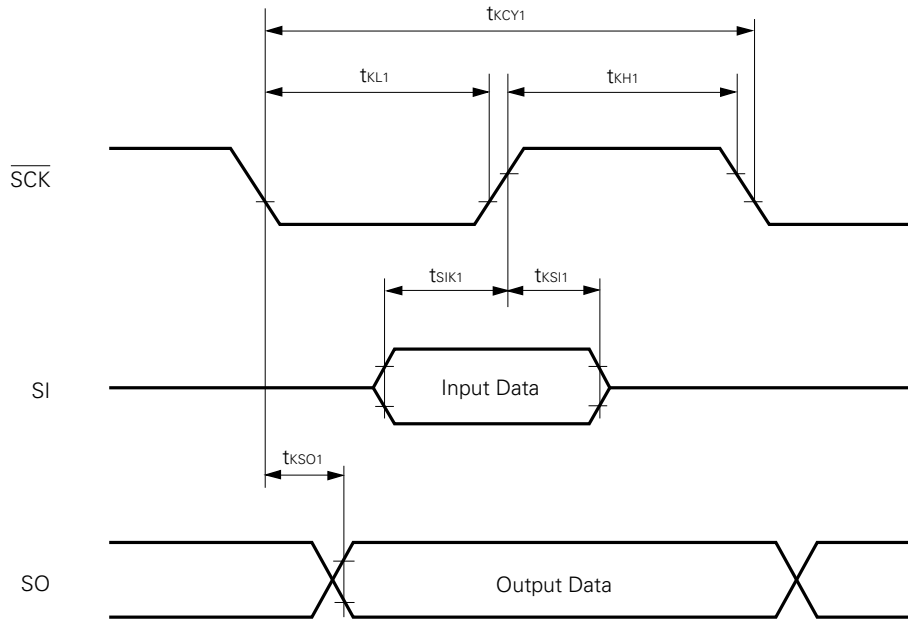 tKCY1
tKL1 tKH1
SCK
tSIK1 tKSI1
SI Input Data
tKSO1
SO Output Data